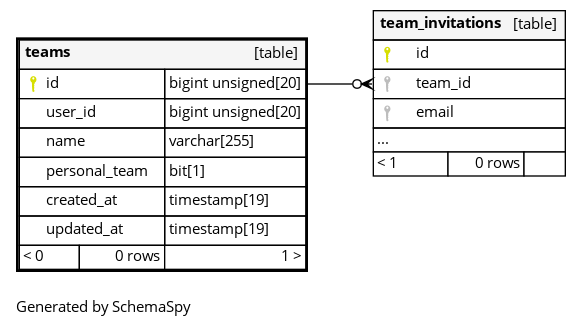 teams [table]
id bigint unsigned[20]
user_id bigint unsigned[20]
name varchar[255]
personal_team bit[1]
created_at timestamp[19]
updated_at timestamp[19]
< 0 0 rows 1 >
team_invitations [table]
id
team_id
email
...
< 1 0 rows
Generated by SchemaSpy